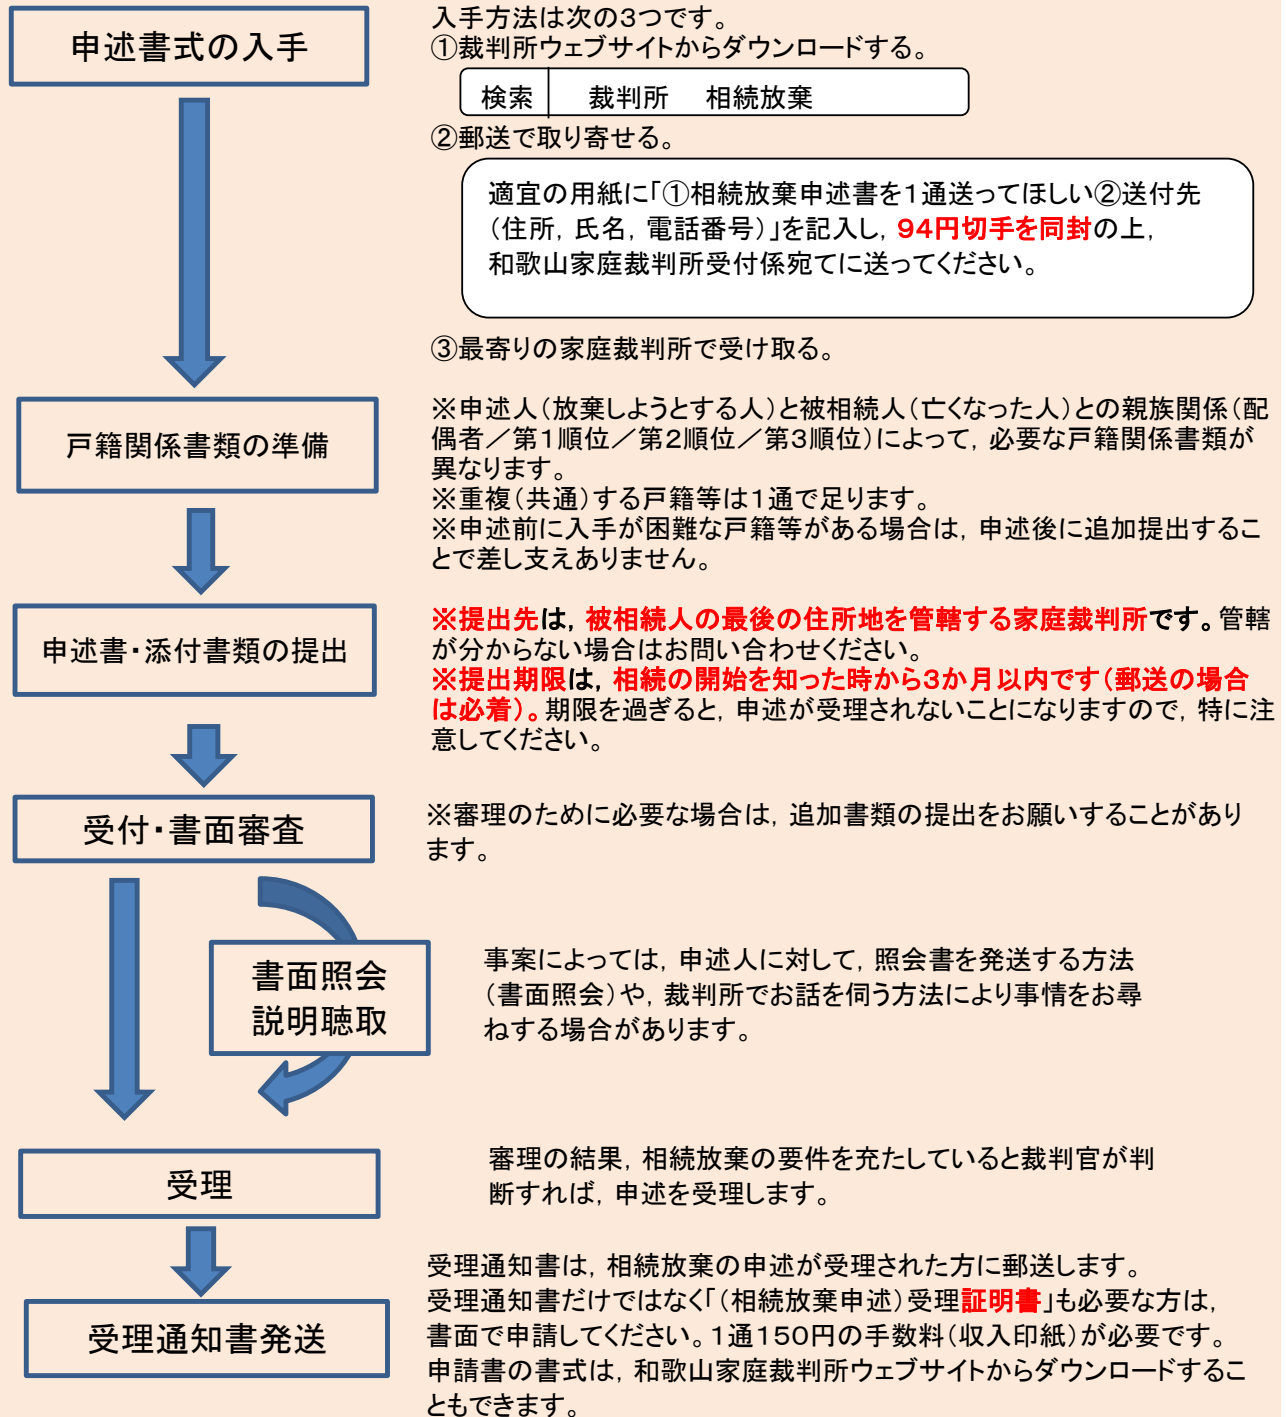 申述書式の入手
入手方法は次の3つです。
①裁判所ウェブサイトからダウンロードする。
検索 裁判所 相続放棄
②郵送で取り寄せる。
適宜の用紙に「①相続放棄申述書を1通送ってほしい②送付先
(住所,氏名,電話番号)」を記入し,94円切手を同封の上,
和歌山家庭裁判所受付係宛てに送ってください。
③最寄りの家庭裁判所で受け取る。
戸籍関係書類の準備
※申述人(放棄しようとする人)と被相続人(亡くなった人)との親族関係(配
偶者/第1順位/第2順位/第3順位)によって,必要な戸籍関係書類が
異なります。
※重複(共通)する戸籍等は1通で足ります。
※申述前に入手が困難な戸籍等がある場合は,申述後に追加提出するこ
とで差し支えありません。
申述書・添付書類の提出
※提出先は,被相続人の最後の住所地を管轄する家庭裁判所です。管轄
が分からない場合はお問い合わせください。
※提出期限は,相続の開始を知った時から3か月以内です(郵送の場合
は必着)。期限を過ぎると,申述が受理されないことになりますので,特に注
意してください。
受付・書面審査
※審理のために必要な場合は,追加書類の提出をお願いすることがあり
ます。
書面照会
説明聴取
事案によっては,申述人に対して,照会書を発送する方法
(書面照会)や,裁判所でお話を伺う方法により事情をお尋
ねする場合があります。
受理
審理の結果,相続放棄の要件を充たしていると裁判官が判
断すれば,申述を受理します。
受理通知書発送
受理通知書は,相続放棄の申述が受理された方に郵送します。
受理通知書だけではなく「(相続放棄申述)受理証明書」も必要な方は,
書面で申請してください。1通150円の手数料(収入印紙)が必要です。
申請書の書式は,和歌山家庭裁判所ウェブサイトからダウンロードするこ
ともできます。